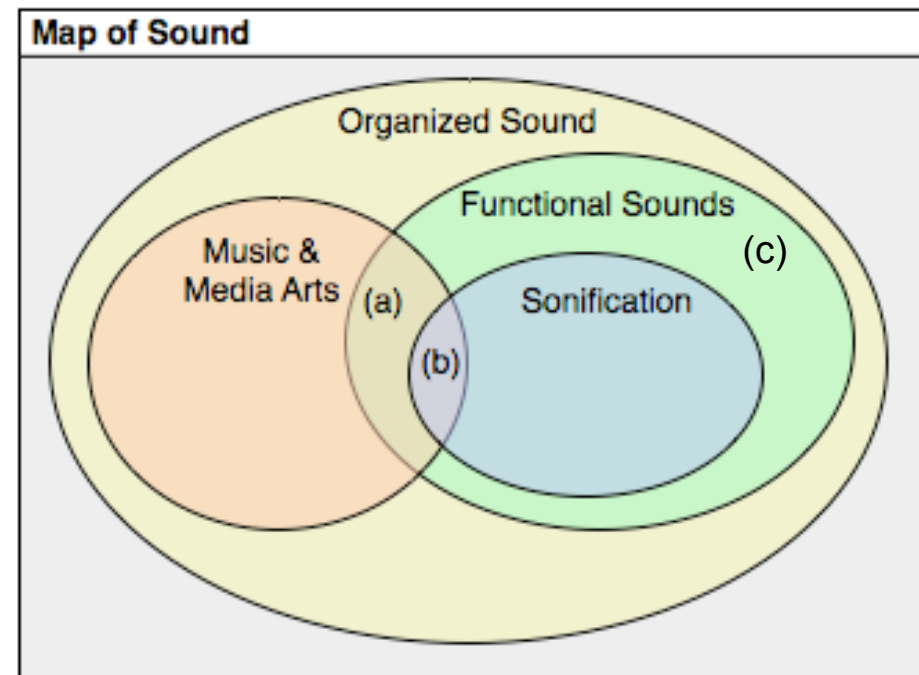 Map of Sound
Organized Sound
Functional Sounds
(c)
Music &
Media Arts
(a)
Sonification
(b)